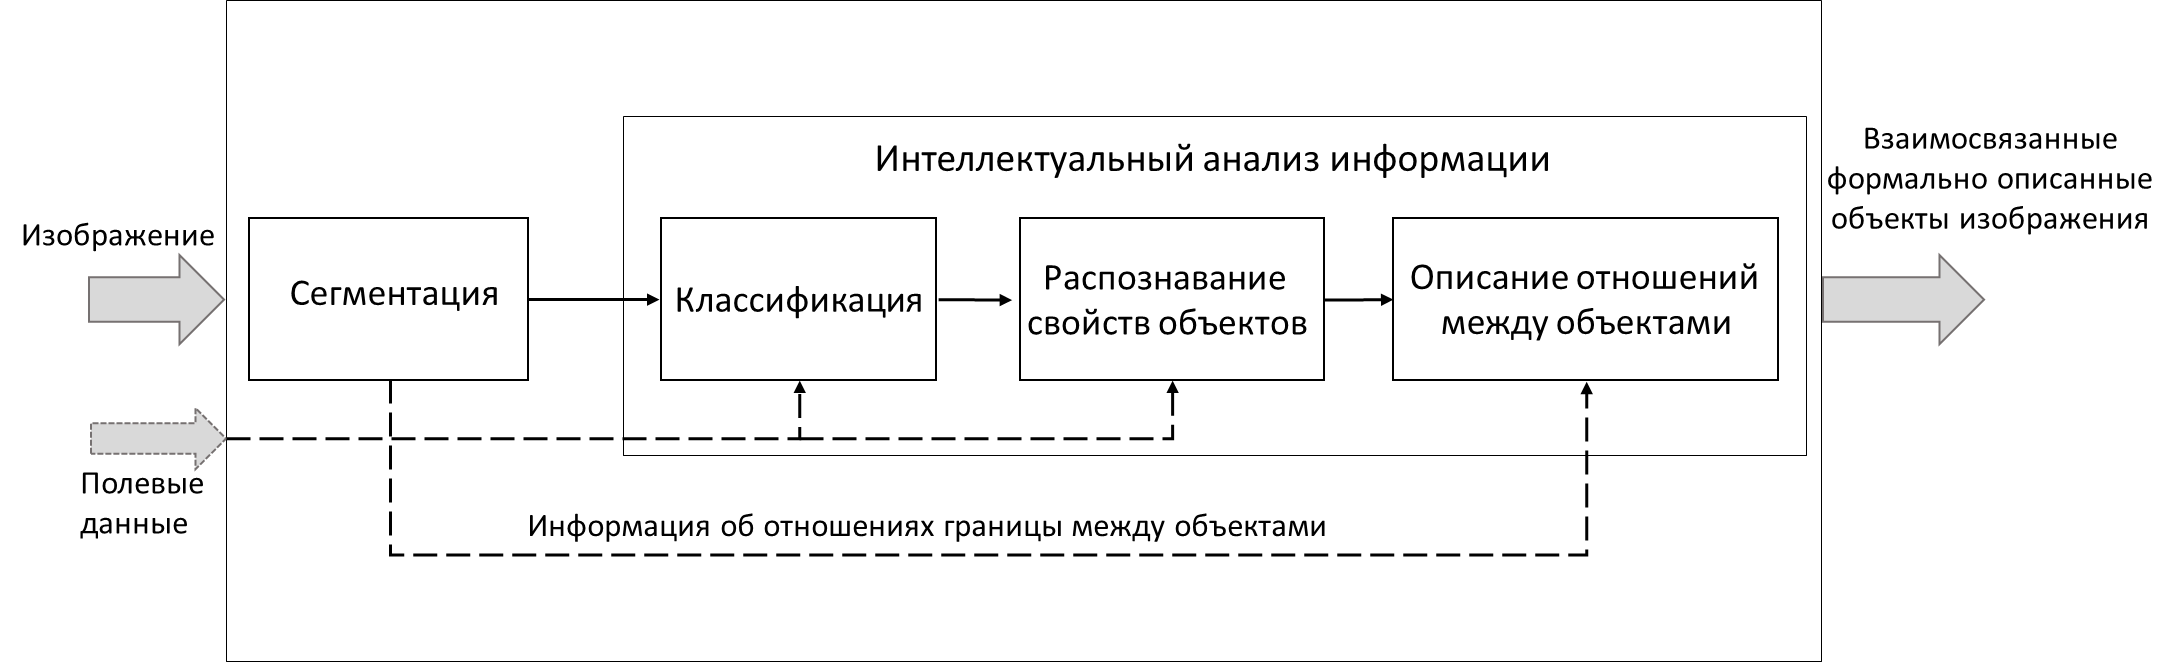 Интеллектуальный анализ информации
Изображение
Сегментация
Классификация
Распознавание
свойств объектов
Описание отношений
между объектами
Взаимосвязанные
формально описанные
объекты изображения
Полевые
данные
Информация об отношениях границы между объектами